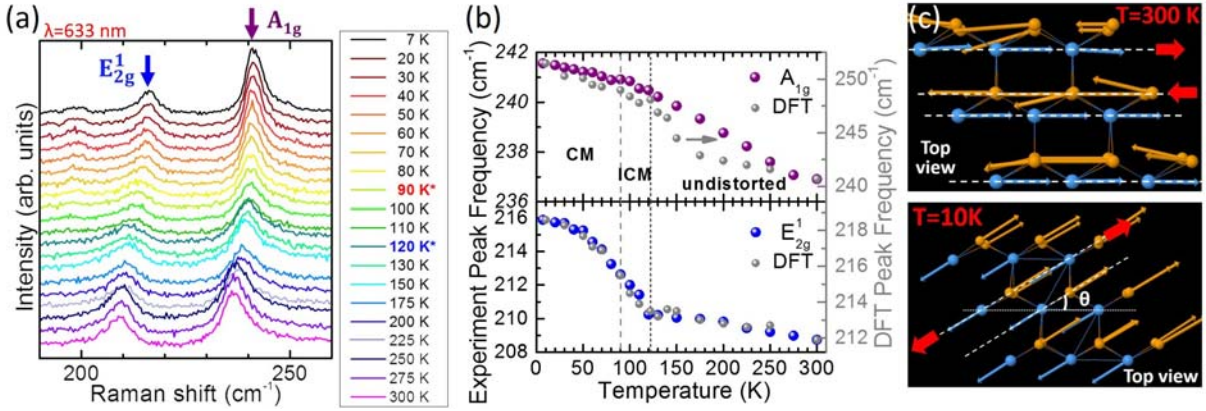 (a)
λ=633 nm
A1g
E¹2g
Intensity (arb. units)
200
250
Raman shift (cm⁻¹)
7 K
20 K
30 K
40 K
50 K
60 K
70 K
80 K
90 K*
100 K
110 K
120 K*
130 K
150 K
175 K
200 K
225 K
250 K
275 K
300 K
(b)
Experiment Peak Frequency (cm⁻¹)
242
240
238
236
216
214
212
210
208
A1g
DFT
CM
ICM
undistorted
E¹2g
DFT
250
246
242
240
218
216
214
212
DFT Peak Frequency (cm⁻¹)
0
50
100
150
200
250
300
Temperature (K)
(c)
T=300 K
Top
view
T=10K
θ
Top view